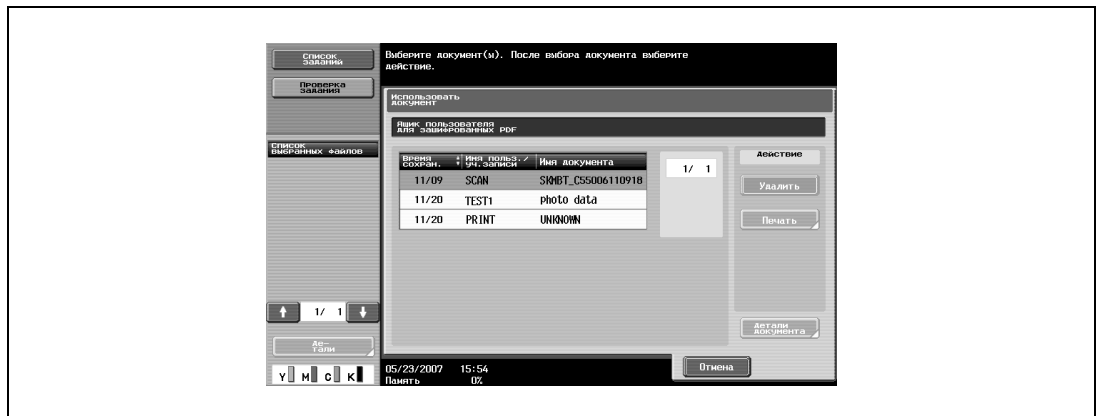 Список
заданий
Проверка
задания
Список
выбранных файлов
1/ 1
Де-
тали
Y M C K
Выберите документ(ы). После выбора документа выберите
действие.
Использовать
документ
Ящик пользователя
для зашифрованных PDF
Время сохран. Имя польз./ уч.записи Имя документа
11/09 SCAN SKMBT_C55006110918
11/20 TEST1 photo data
11/20 PRINT UNKNOWN
1/ 1
Действие
Удалить
Печать
Детали
документа
05/23/2007 15:54
Память 0%
Отмена